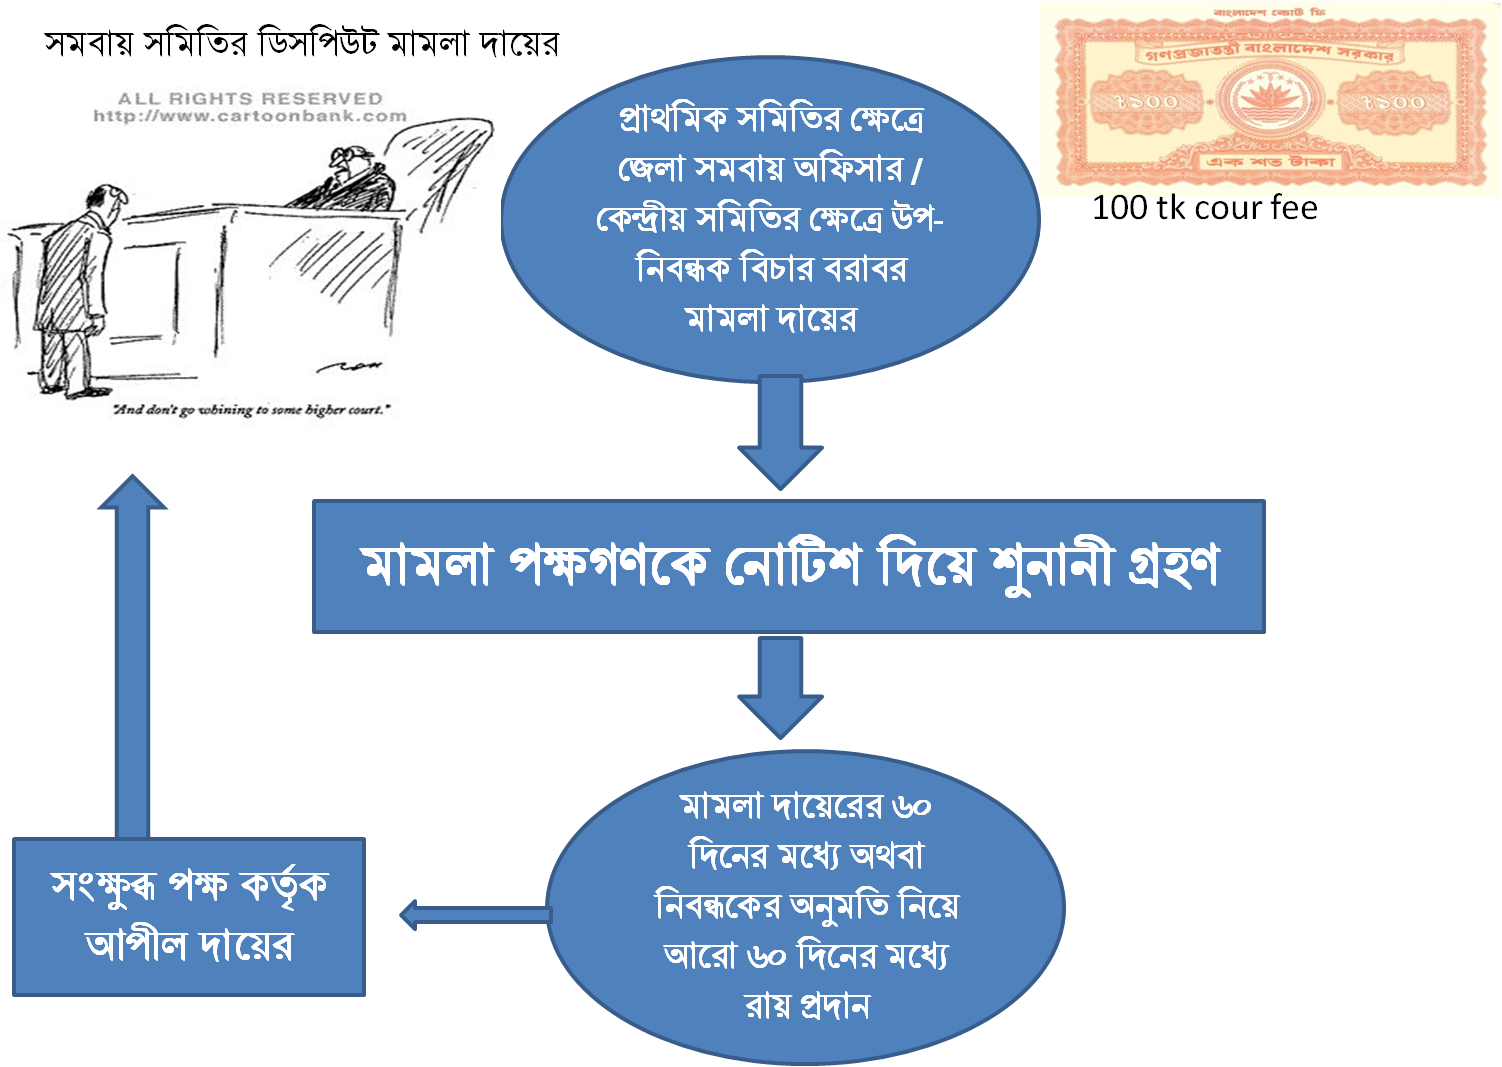 সমবায় সমিতির ডিসপিউট মামলা দায়ের
ALL RIGHTS RESERVED
http://www.cartoonbank.com
"And don't go whining to some higher court."
বাংলাদেশ কোর্ট ফি
গণপ্রজাতন্ত্রী বাংলাদেশ সরকার
৳১০০
৳১০০
এক শত টাকা
100 tk cour fee
প্রাথমিক সমিতির ক্ষেত্রে
জেলা সমবায় অফিসার /
কেন্দ্রীয় সমিতির ক্ষেত্রে উপ-
নিবন্ধক বিচার বরাবর
মামলা দায়ের
মামলা পক্ষগণকে নোটিশ দিয়ে শুনানী গ্রহণ
মামলা দায়েরের ৬০
দিনের মধ্যে অথবা
নিবন্ধকের অনুমতি নিয়ে
আরো ৬০ দিনের মধ্যে
রায় প্রদান
সংক্ষুব্ধ পক্ষ কর্তৃক
আপীল দায়ের